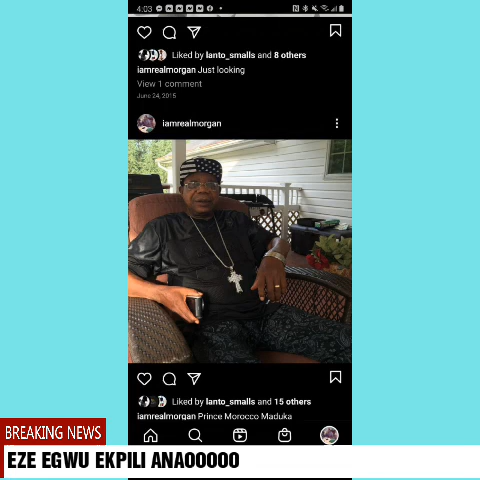 4:03
Liked by lanto_smalls and 8 others
iamrealmorgan Just looking
View 1 comment
June 24, 2015
iamrealmorgan
Liked by lanto_smalls and 15 others
iamrealmorgan Prince Morocco Maduka
BREAKING NEWS
EZE EGWU EKPILI ANAOOOOO